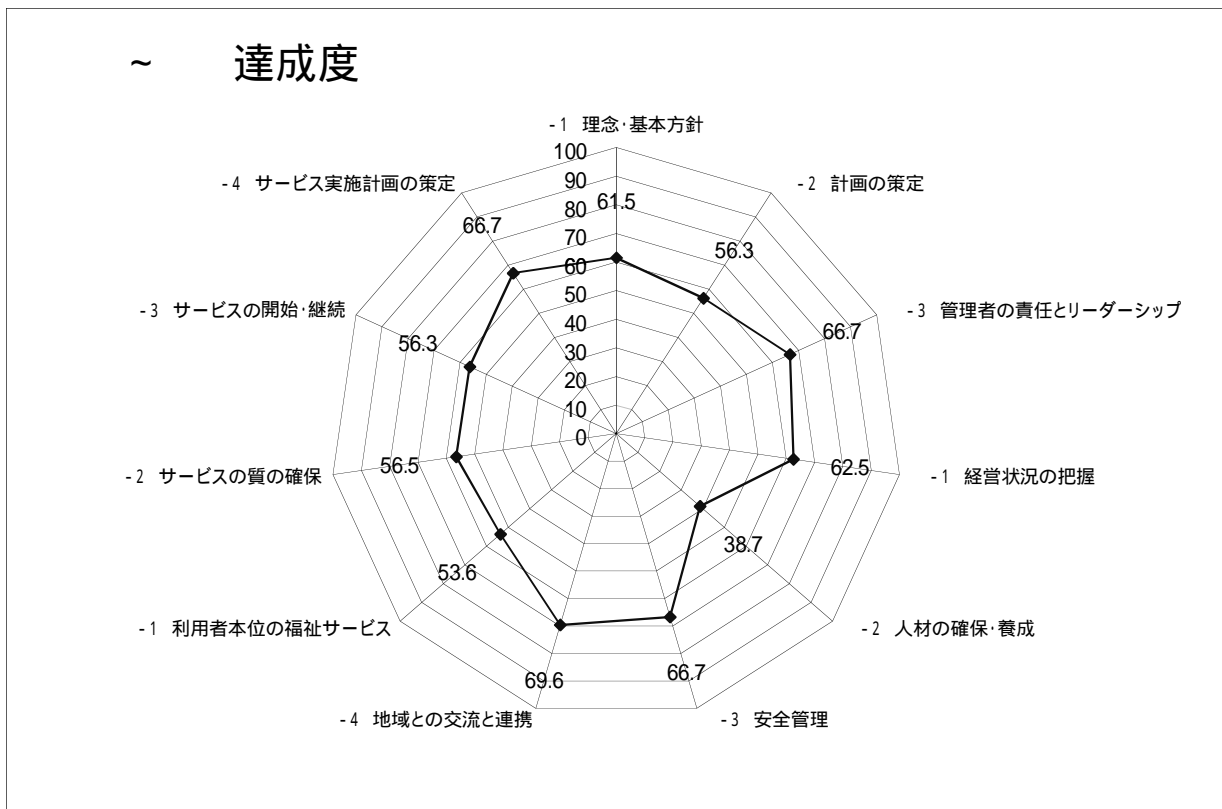 ~ 達成度
-1 理念･基本方針
-2 計画の策定
-3 管理者の責任とリーダーシップ
-1 経営状況の把握
-2 人材の確保･養成
-3 安全管理
-4 地域との交流と連携
-1 利用者本位の福祉サービス
-2 サービスの質の確保
-3 サービスの開始･継続
-4 サービス実施計画の策定
100
90
80
70
60
50
40
30
20
10
0
61.5
56.3
66.7
62.5
38.7
66.7
69.6
53.6
56.5
56.3
66.7